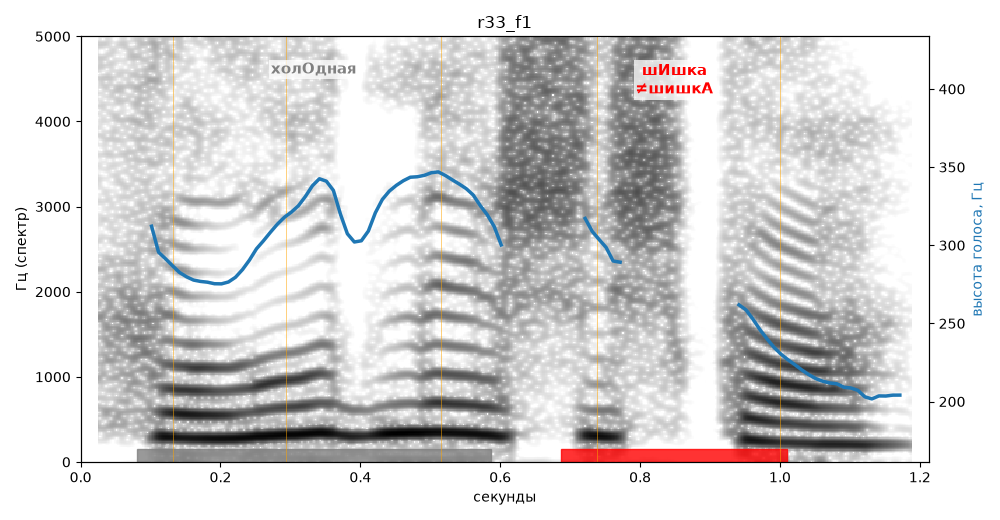 r33_f1
5000
4000
3000
2000
1000
0
Гц (спектр)
холОдная
шИшка
≠шишкА
400
350
300
250
200
высота голоса, Гц
0.0 0.2 0.4 0.6 0.8 1.0 1.2
секунды